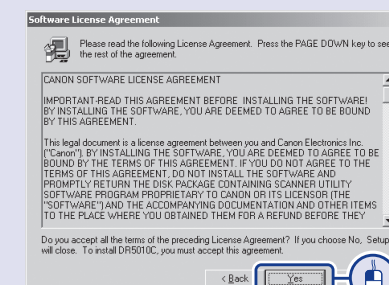 Software License Agreement
Please read the following License Agreement. Press the PAGE DOWN key to see
the rest of the agreement.
CANON SOFTWARE LICENSE AGREEMENT
IMPORTANT-READ THIS AGREEMENT BEFORE INSTALLING THE SOFTWARE!
BY INSTALLING THE SOFTWARE, YOU ARE DEEMED TO AGREE TO BE BOUND
BY THIS AGREEMENT.
This legal document is a license agreement between you and Canon Electronics Inc.
("Canon"). BY INSTALLING THE SOFTWARE, YOU ARE DEEMED TO AGREE TO BE
BOUND BY THE TERMS OF THIS AGREEMENT. IF YOU DO NOT AGREE TO THE
TERMS OF THIS AGREEMENT, DO NOT INSTALL THE SOFTWARE AND
PROMPTLY RETURN THE DISK PACKAGE CONTAINING SCANNER UTILITY
SOFTWARE PROGRAM PROPRIETARY TO CANON OR ITS LICENSOR (THE
"SOFTWARE") AND THE ACCOMPANYING DOCUMENTATION AND OTHER ITEMS
TO THE PLACE WHERE YOU OBTAINED THEM FOR A REFUND BEFORE THEY
Do you accept all the terms of the preceding License Agreement? If you choose No, Setup
will close. To install DR5010C, you must accept this agreement.
< Back
Yes